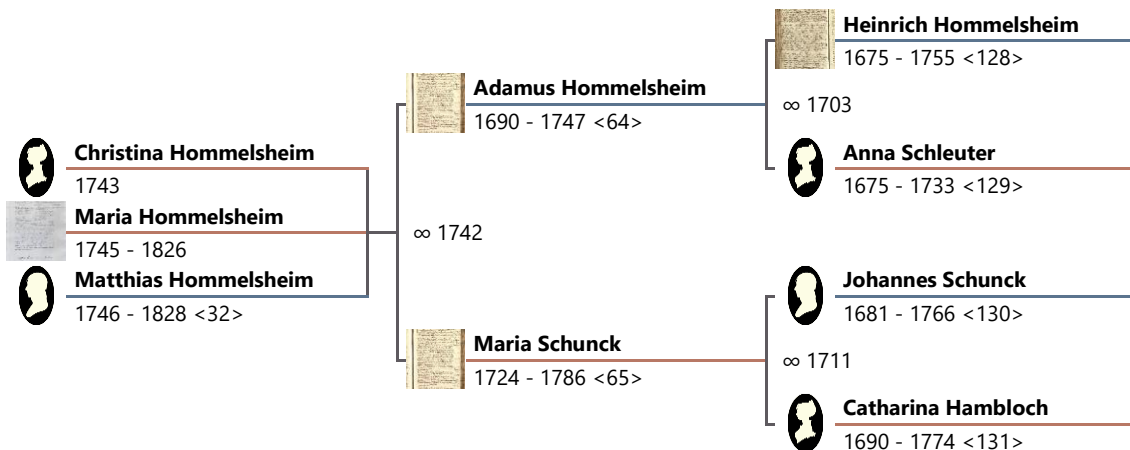 Heinrich Hommelsheim
1675 - 1755 <128>
Adamus Hommelsheim
1690 - 1747 <64>
∞ 1703
Christina Hommelsheim
1743
Anna Schleuter
1675 - 1733 <129>
Maria Hommelsheim
1745 - 1826
∞ 1742
Matthias Hommelsheim
1746 - 1828 <32>
Johannes Schunck
1681 - 1766 <130>
Maria Schunck
1724 - 1786 <65>
∞ 1711
Catharina Hambloch
1690 - 1774 <131>